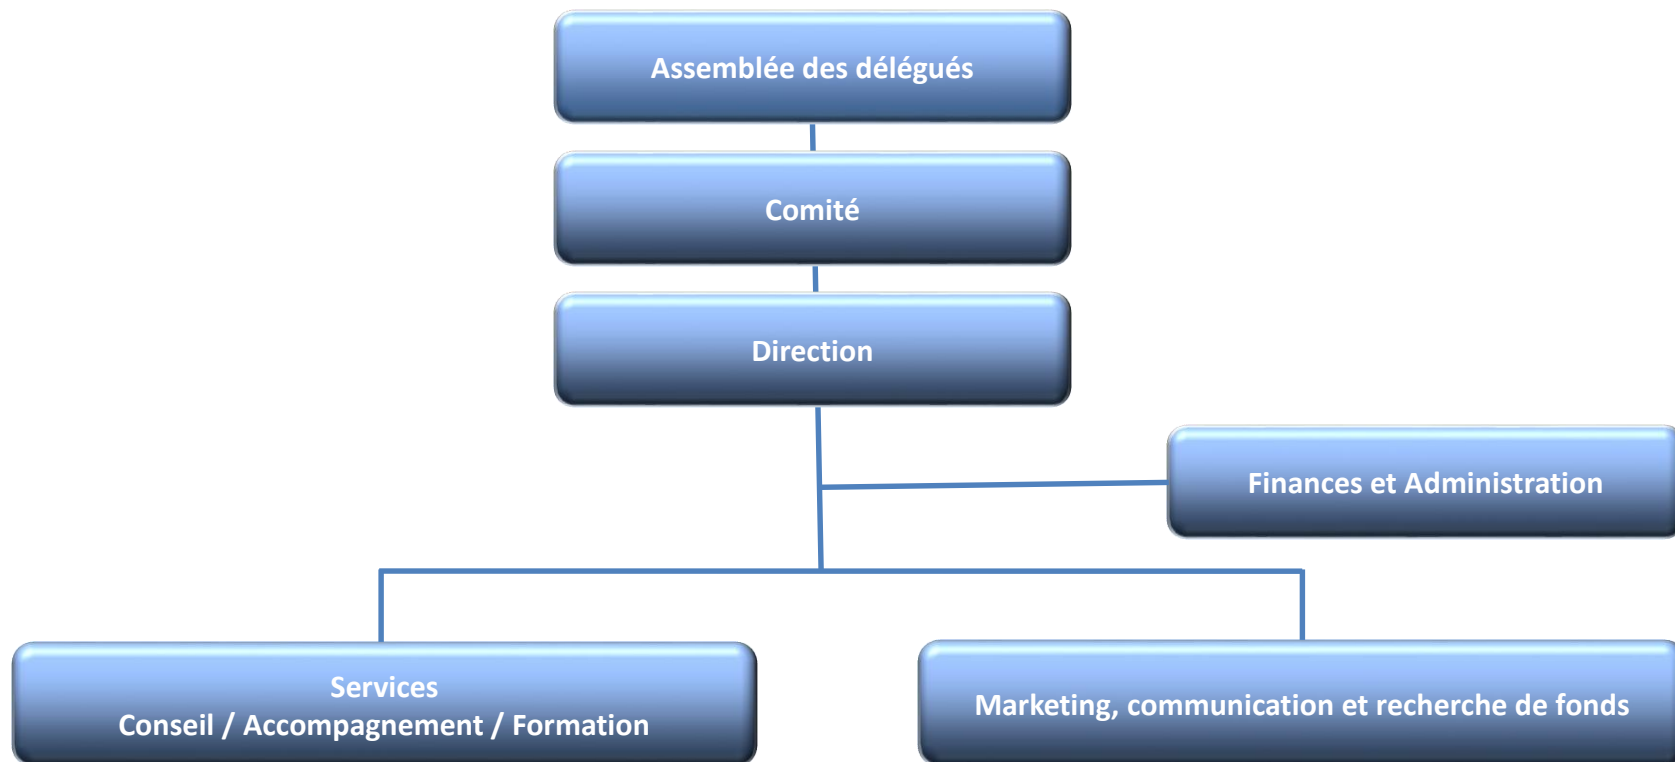 Assemblée des délégués
Comité
Direction
Finances et Administration
Services
Conseil / Accompagnement / Formation
Marketing, communication et recherche de fonds